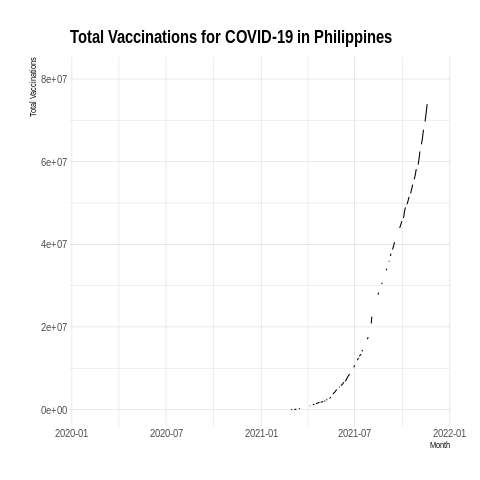 Total Vaccinations for COVID-19 in Philippines
Total Vaccinations
8e+07
6e+07
4e+07
2e+07
0e+00
2020-01 2020-07 2021-01 2021-07 2022-01
Month